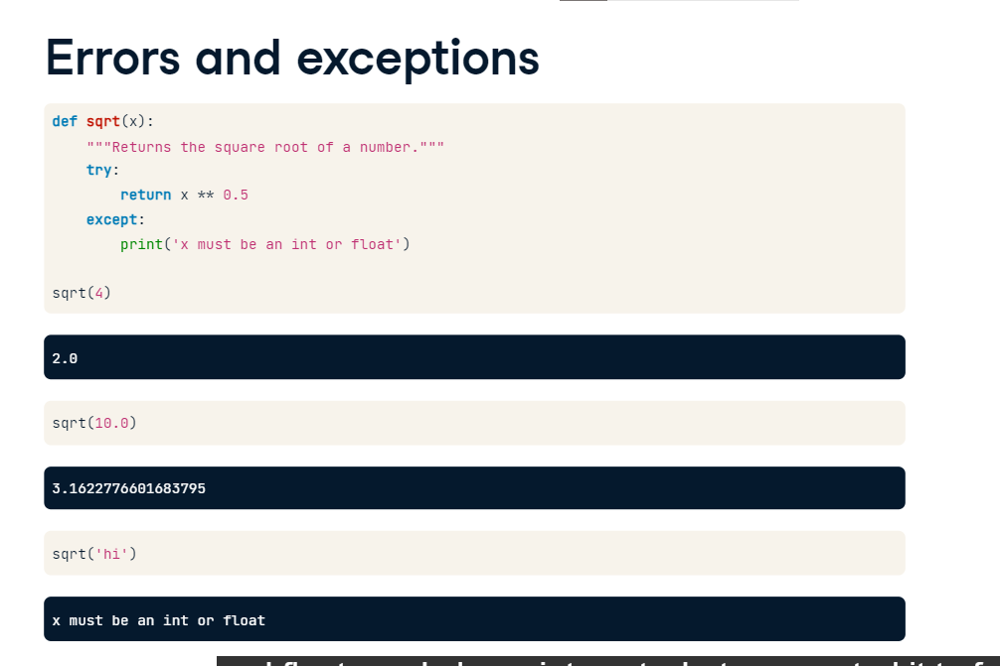 Errors and exceptions
def sqrt(x):
    """Returns the square root of a number."""
    try:
        return x ** 0.5
    except:
        print('x must be an int or float')
sqrt(4)
2.0
sqrt(10.0)
3.1622776601683795
sqrt('hi')
x must be an int or float